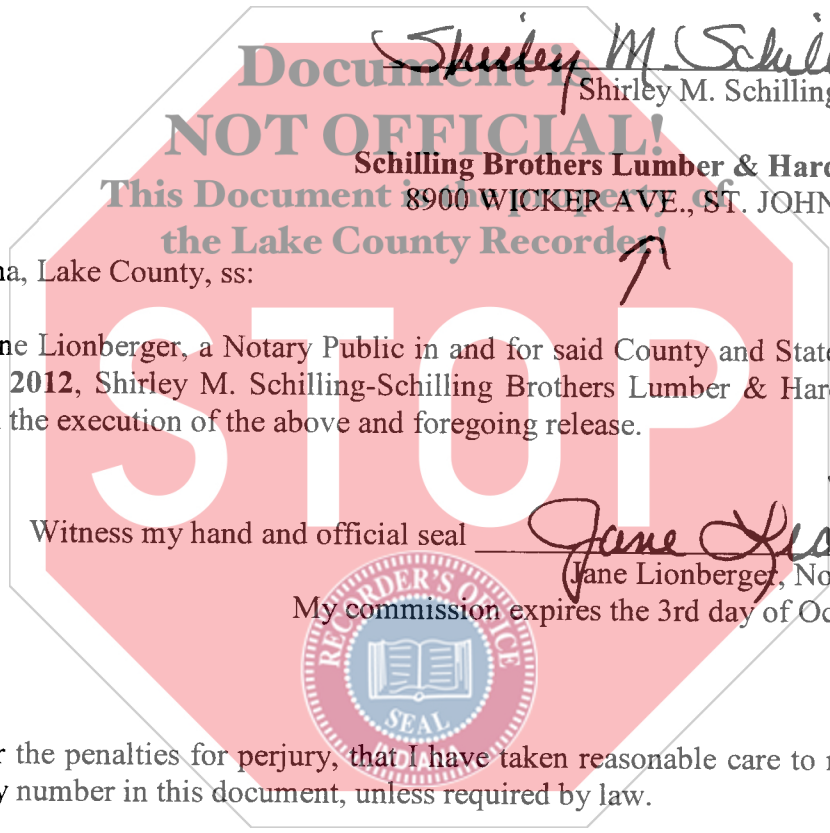 Shirley M. Schill
Document is
Shirley M. Schilling
NOT OFFICIAL!
Schilling Brothers Lumber & Hard
This Document is the property of
8900 WICKER AVE., ST. JOHN
the Lake County Recorder!
na, Lake County, ss:
STOP
ne Lionberger, a Notary Public in and for said County and State
2012, Shirley M. Schilling-Schilling Brothers Lumber & Hard
the execution of the above and foregoing release.
Witness my hand and official seal Jane Lio
Jane Lionberger, No
My commission expires the 3rd day of Oc
RECORDER'S OFFICE
SEAL
INDIANA
r the penalties for perjury, that I have taken reasonable care to r
y number in this document, unless required by law.